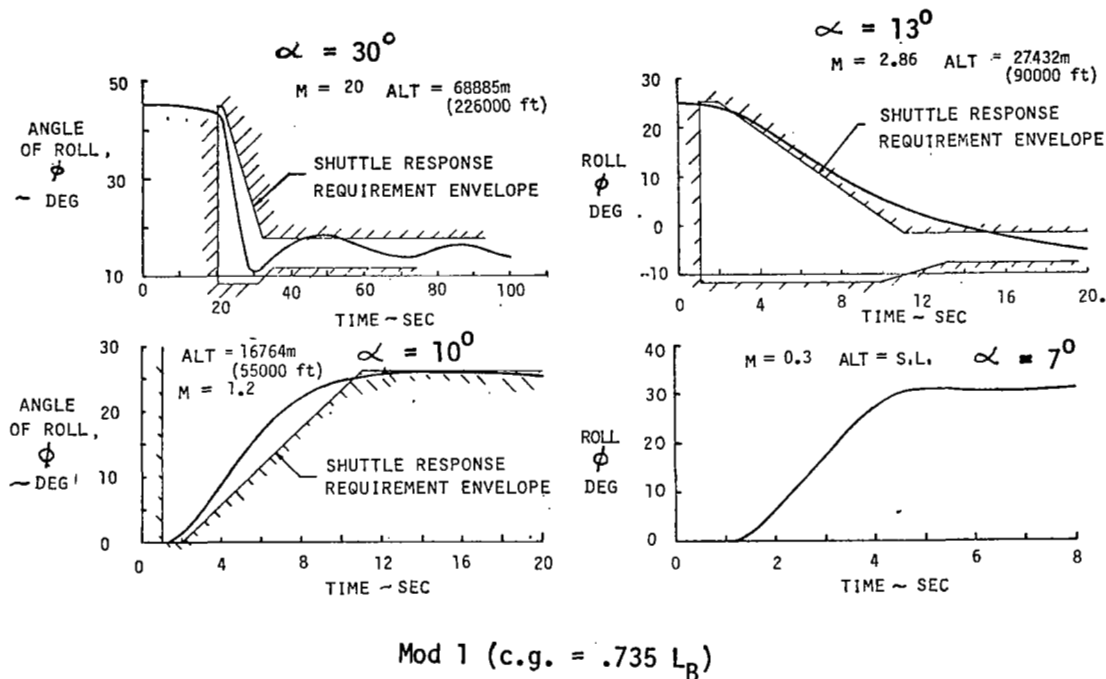 α = 30°
M = 20 ALT = 68885m
(226000 ft)
50
30
10
ANGLE
OF ROLL,
ϕ
~ DEG
SHUTTLE RESPONSE
REQUIREMENT ENVELOPE
0 20 40 60 80 100
TIME ~ SEC
α = 13°
M = 2.86 ALT = 27432m
(90000 ft)
30
20
10
0
-10
ROLL
ϕ
DEG
SHUTTLE RESPONSE
REQUIREMENT ENVELOPE
0 4 8 12 16 20.
TIME ~ SEC
ALT = 16764m α = 10°
(55000 ft)
M = 1.2
30
20
10
0
ANGLE
OF ROLL,
ϕ
~ DEG
SHUTTLE RESPONSE
REQUIREMENT ENVELOPE
0 4 8 12 16 20
TIME ~ SEC
M = 0.3 ALT = S.L. α = 7°
40
30
20
10
0
ROLL
ϕ
DEG
0 2 4 6 8
TIME ~ SEC
Mod 1 (c.g. = .735 L_B)